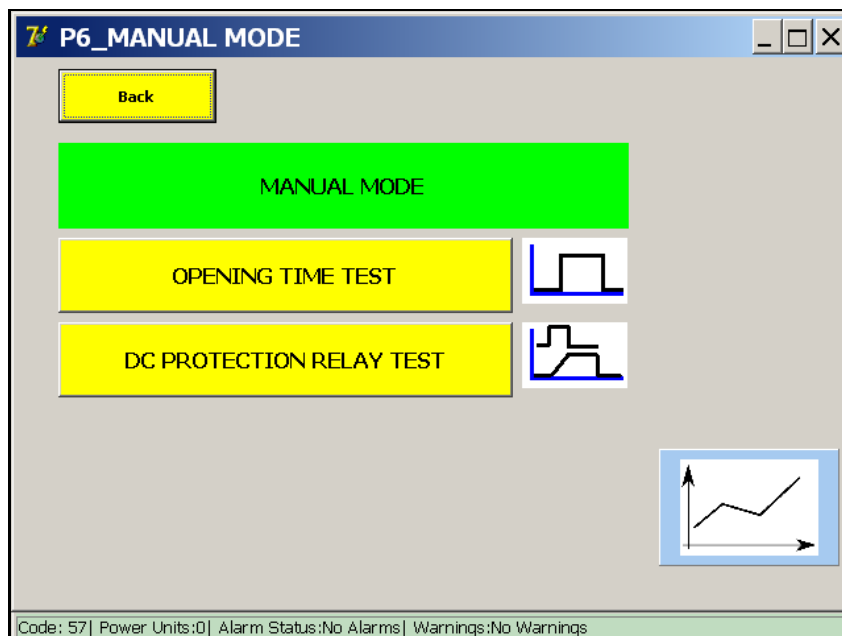 P6_MANUAL MODE
Back
MANUAL MODE
OPENING TIME TEST
DC PROTECTION RELAY TEST
Code: 57| Power Units:0| Alarm Status:No Alarms| Warnings:No Warnings